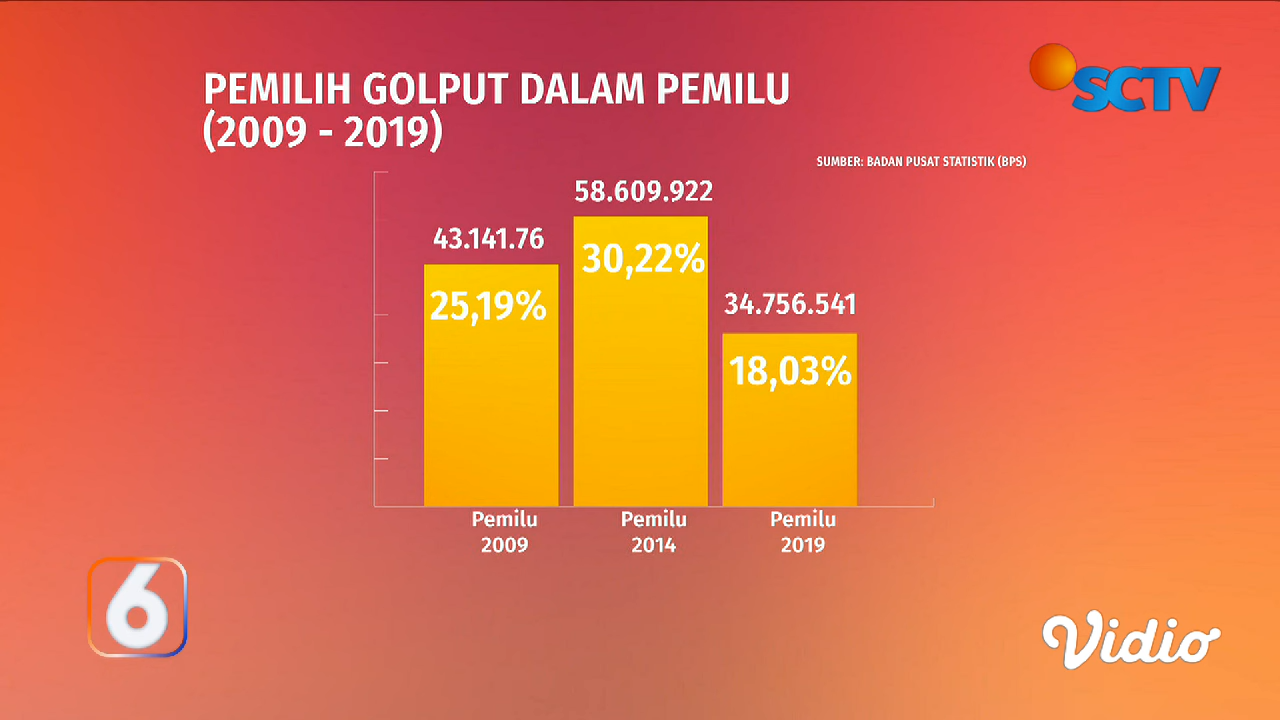 PEMILIH GOLPUT DALAM PEMILU
(2009 - 2019)
SCTV
SUMBER: BADAN PUSAT STATISTIK (BPS)
58.609.922
43.141.76
30,22%
25,19%
34.756.541
18,03%
Pemilu
2009
Pemilu
2014
Pemilu
2019
6
Vidio